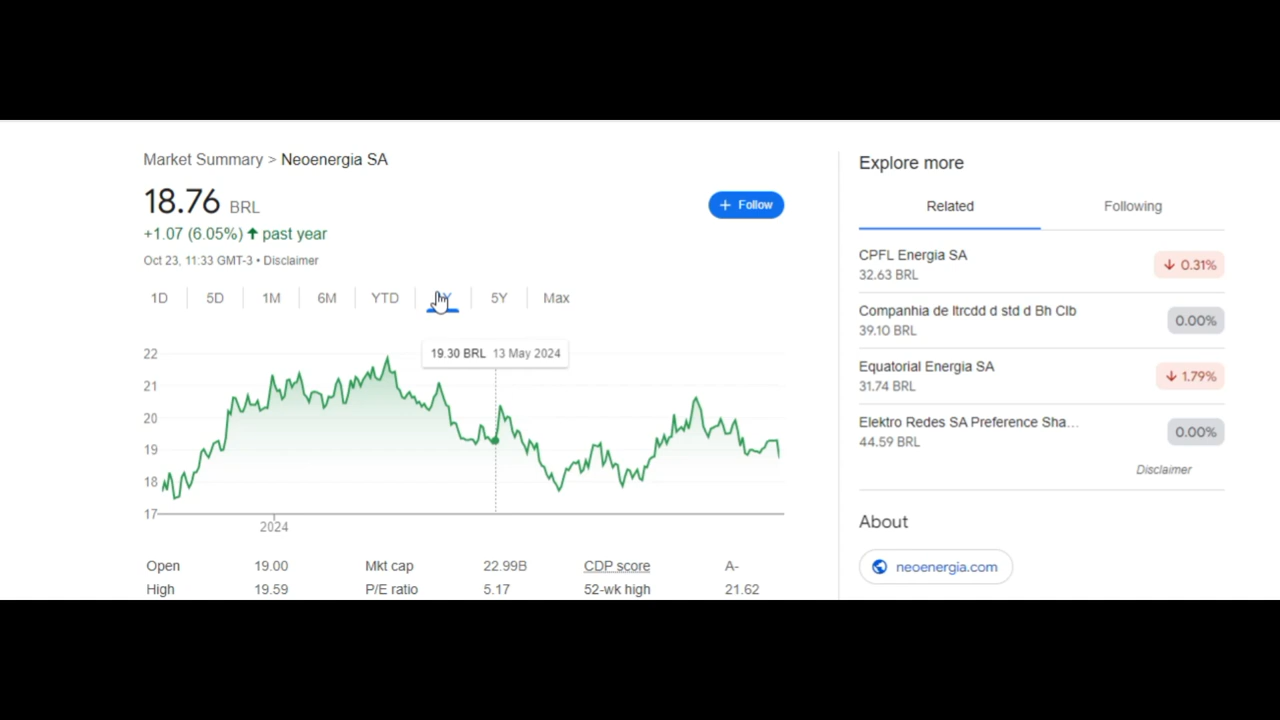 Market Summary > Neoenergia SA
18.76 BRL
+ Follow
+1.07 (6.05%) ↑ past year
Oct 23, 11:33 GMT-3 • Disclaimer
1D 5D 1M 6M YTD 5Y Max
19.30 BRL 13 May 2024
22
21
20
19
18
17
2024
Open 19.00 Mkt cap 22.99B CDP score A-
High 19.59 P/E ratio 5.17 52-wk high 21.62
Explore more
Related Following
CPFL Energia SA
32.63 BRL
↓ 0.31%
Companhia de Itrcdd d std d Bh Clb
39.10 BRL
0.00%
Equatorial Energia SA
31.74 BRL
↓ 1.79%
Elektro Redes SA Preference Sha...
44.59 BRL
0.00%
Disclaimer
About
neoenergia.com